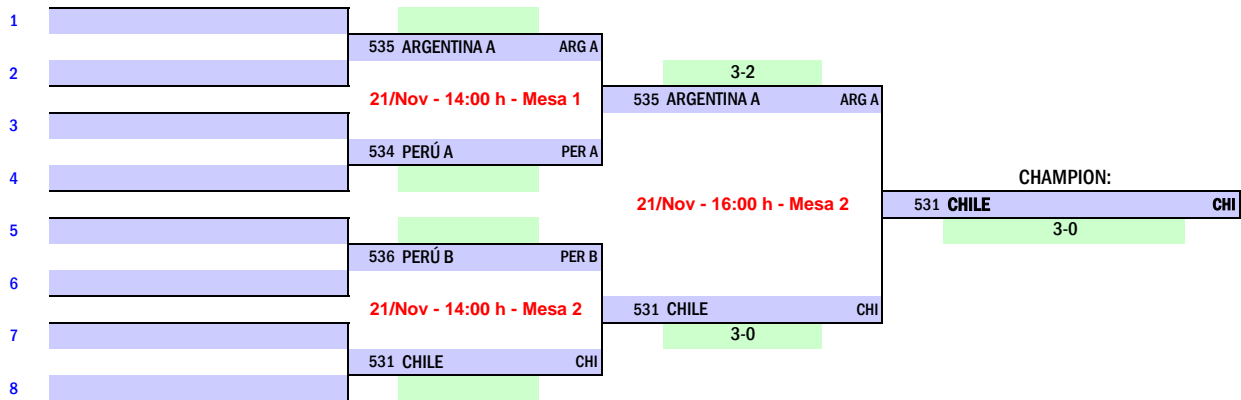 1
535 ARGENTINA A ARG A
2
3-2
21/Nov - 14:00 h - Mesa 1
535 ARGENTINA A ARG A
3
534 PERÚ A PER A
4
CHAMPION:
21/Nov - 16:00 h - Mesa 2
531 CHILE CHI
5
3-0
536 PERÚ B PER B
6
21/Nov - 14:00 h - Mesa 2
531 CHILE CHI
7
3-0
531 CHILE CHI
8